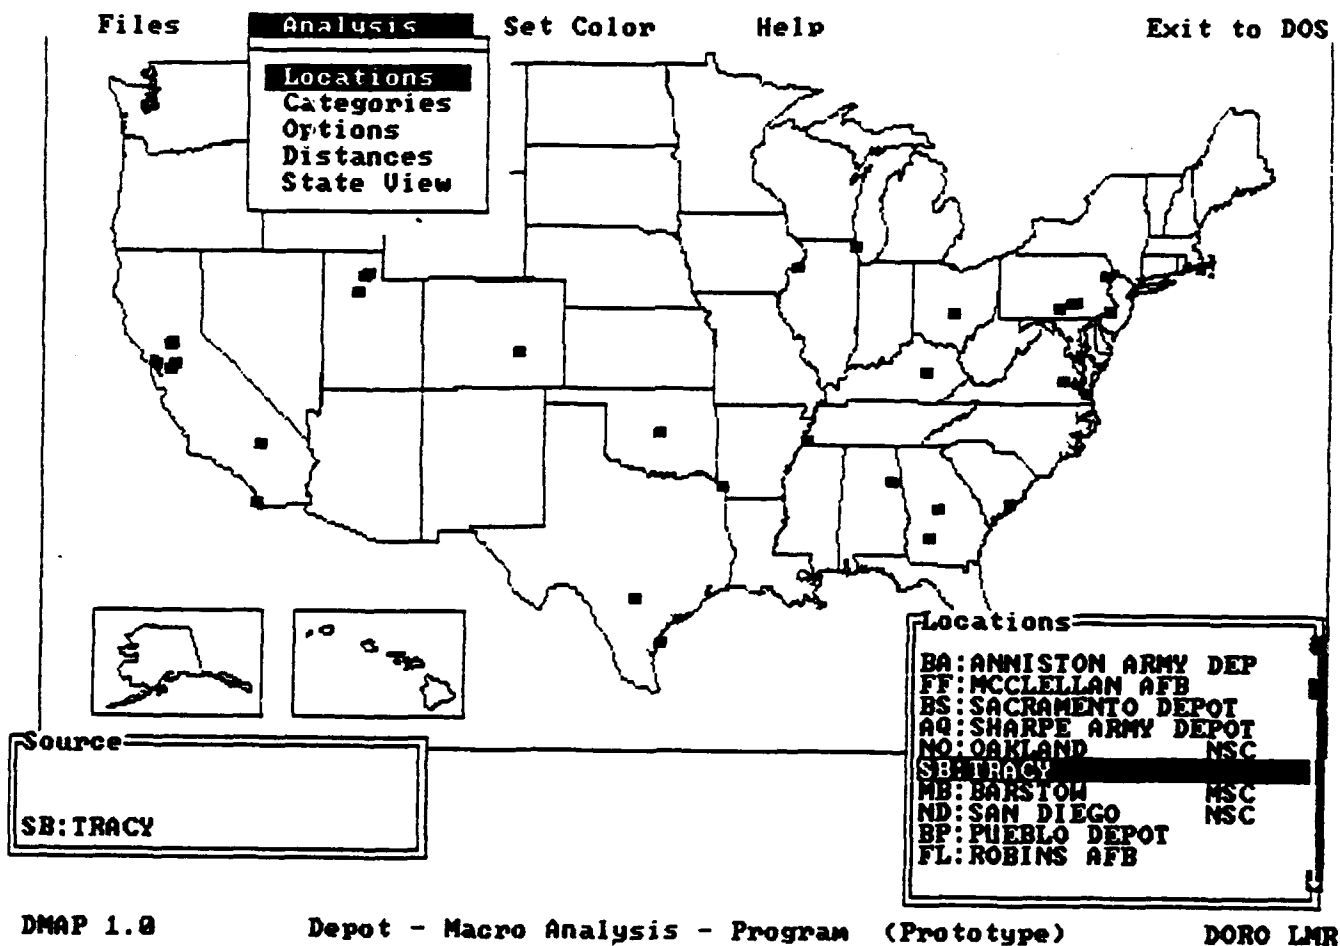 Files Analysis Set Color Help Exit to DOS
Locations
Categories
Options
Distances
State View
Locations
BA:ANNISTON ARMY DEP
FF:MCCLELLAN AFB
BS:SACRAMENTO DEPOT
AQ:SHARPE ARMY DEPOT
NO:OAKLAND NSC
SB:TRACY
MB:BARSTOW MSC
ND:SAN DIEGO NSC
BP:PUEBLO DEPOT
FL:ROBINS AFB
Source
SB:TRACY
DMAP 1.0 Depot - Macro Analysis - Program (Prototype) DORO LMR